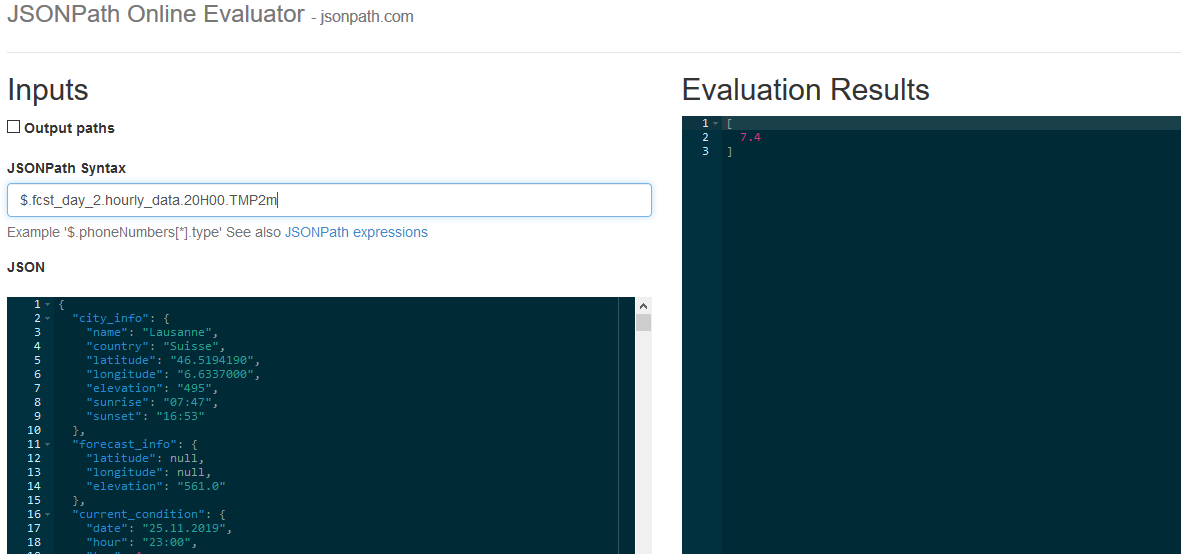 JSONPath Online Evaluator - jsonpath.com
Inputs
Output paths
JSONPath Syntax
$.fcst_day_2.hourly_data.20H00.TMP2m
Example '$.phoneNumbers[*].type' See also JSONPath expressions
JSON
1 {
2 "city_info": {
3 "name": "Lausanne",
4 "country": "Suisse",
5 "latitude": "46.5194190",
6 "longitude": "6.6337000",
7 "elevation": "495",
8 "sunrise": "07:47",
9 "sunset": "16:53"
10 },
11 "forecast_info": {
12 "latitude": null,
13 "longitude": null,
14 "elevation": "561.0"
15 },
16 "current_condition": {
17 "date": "25.11.2019",
18 "hour": "23:00",
Evaluation Results
1 [
2 7.4
3 ]